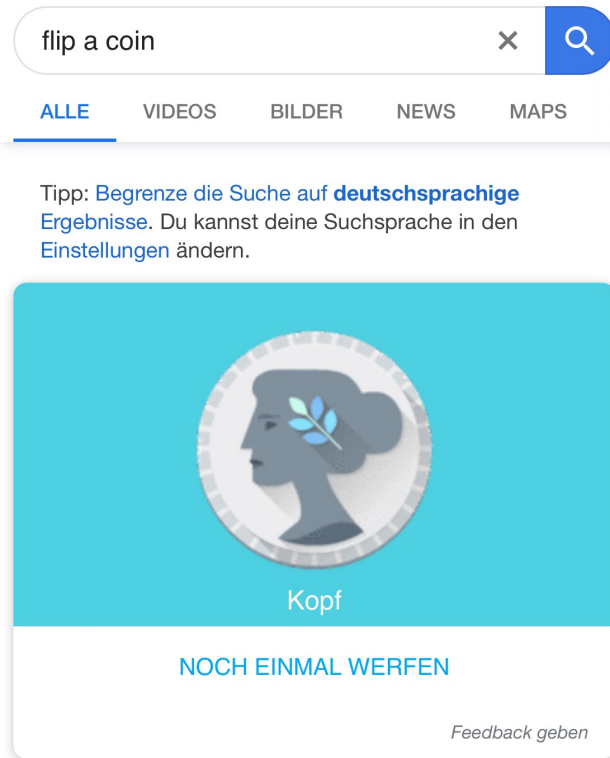 flip a coin
ALLE VIDEOS BILDER NEWS MAPS
Tipp: Begrenze die Suche auf deutschsprachige
Ergebnisse. Du kannst deine Suchsprache in den
Einstellungen ändern.
Kopf
NOCH EINMAL WERFEN
Feedback geben